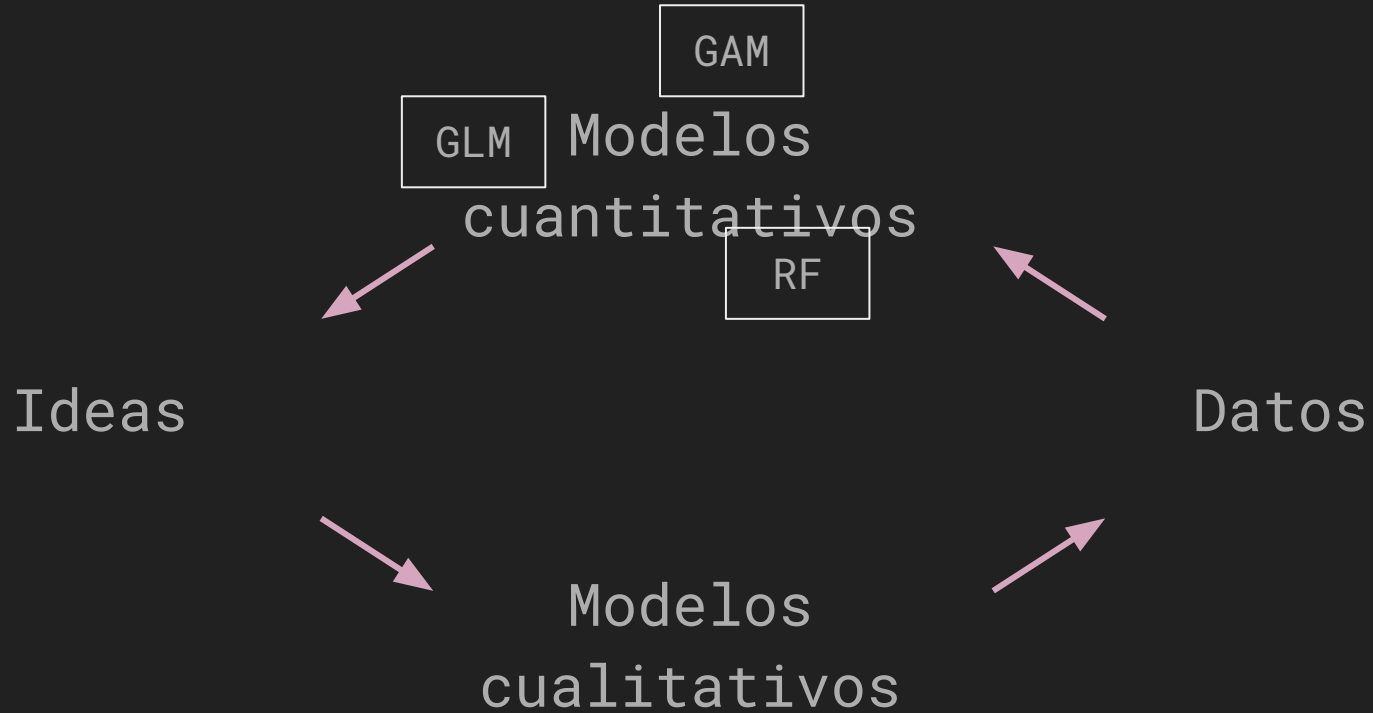 GAM
GLM
Modelos
cuantitativos
RF
Ideas
Datos
Modelos
cualitativos